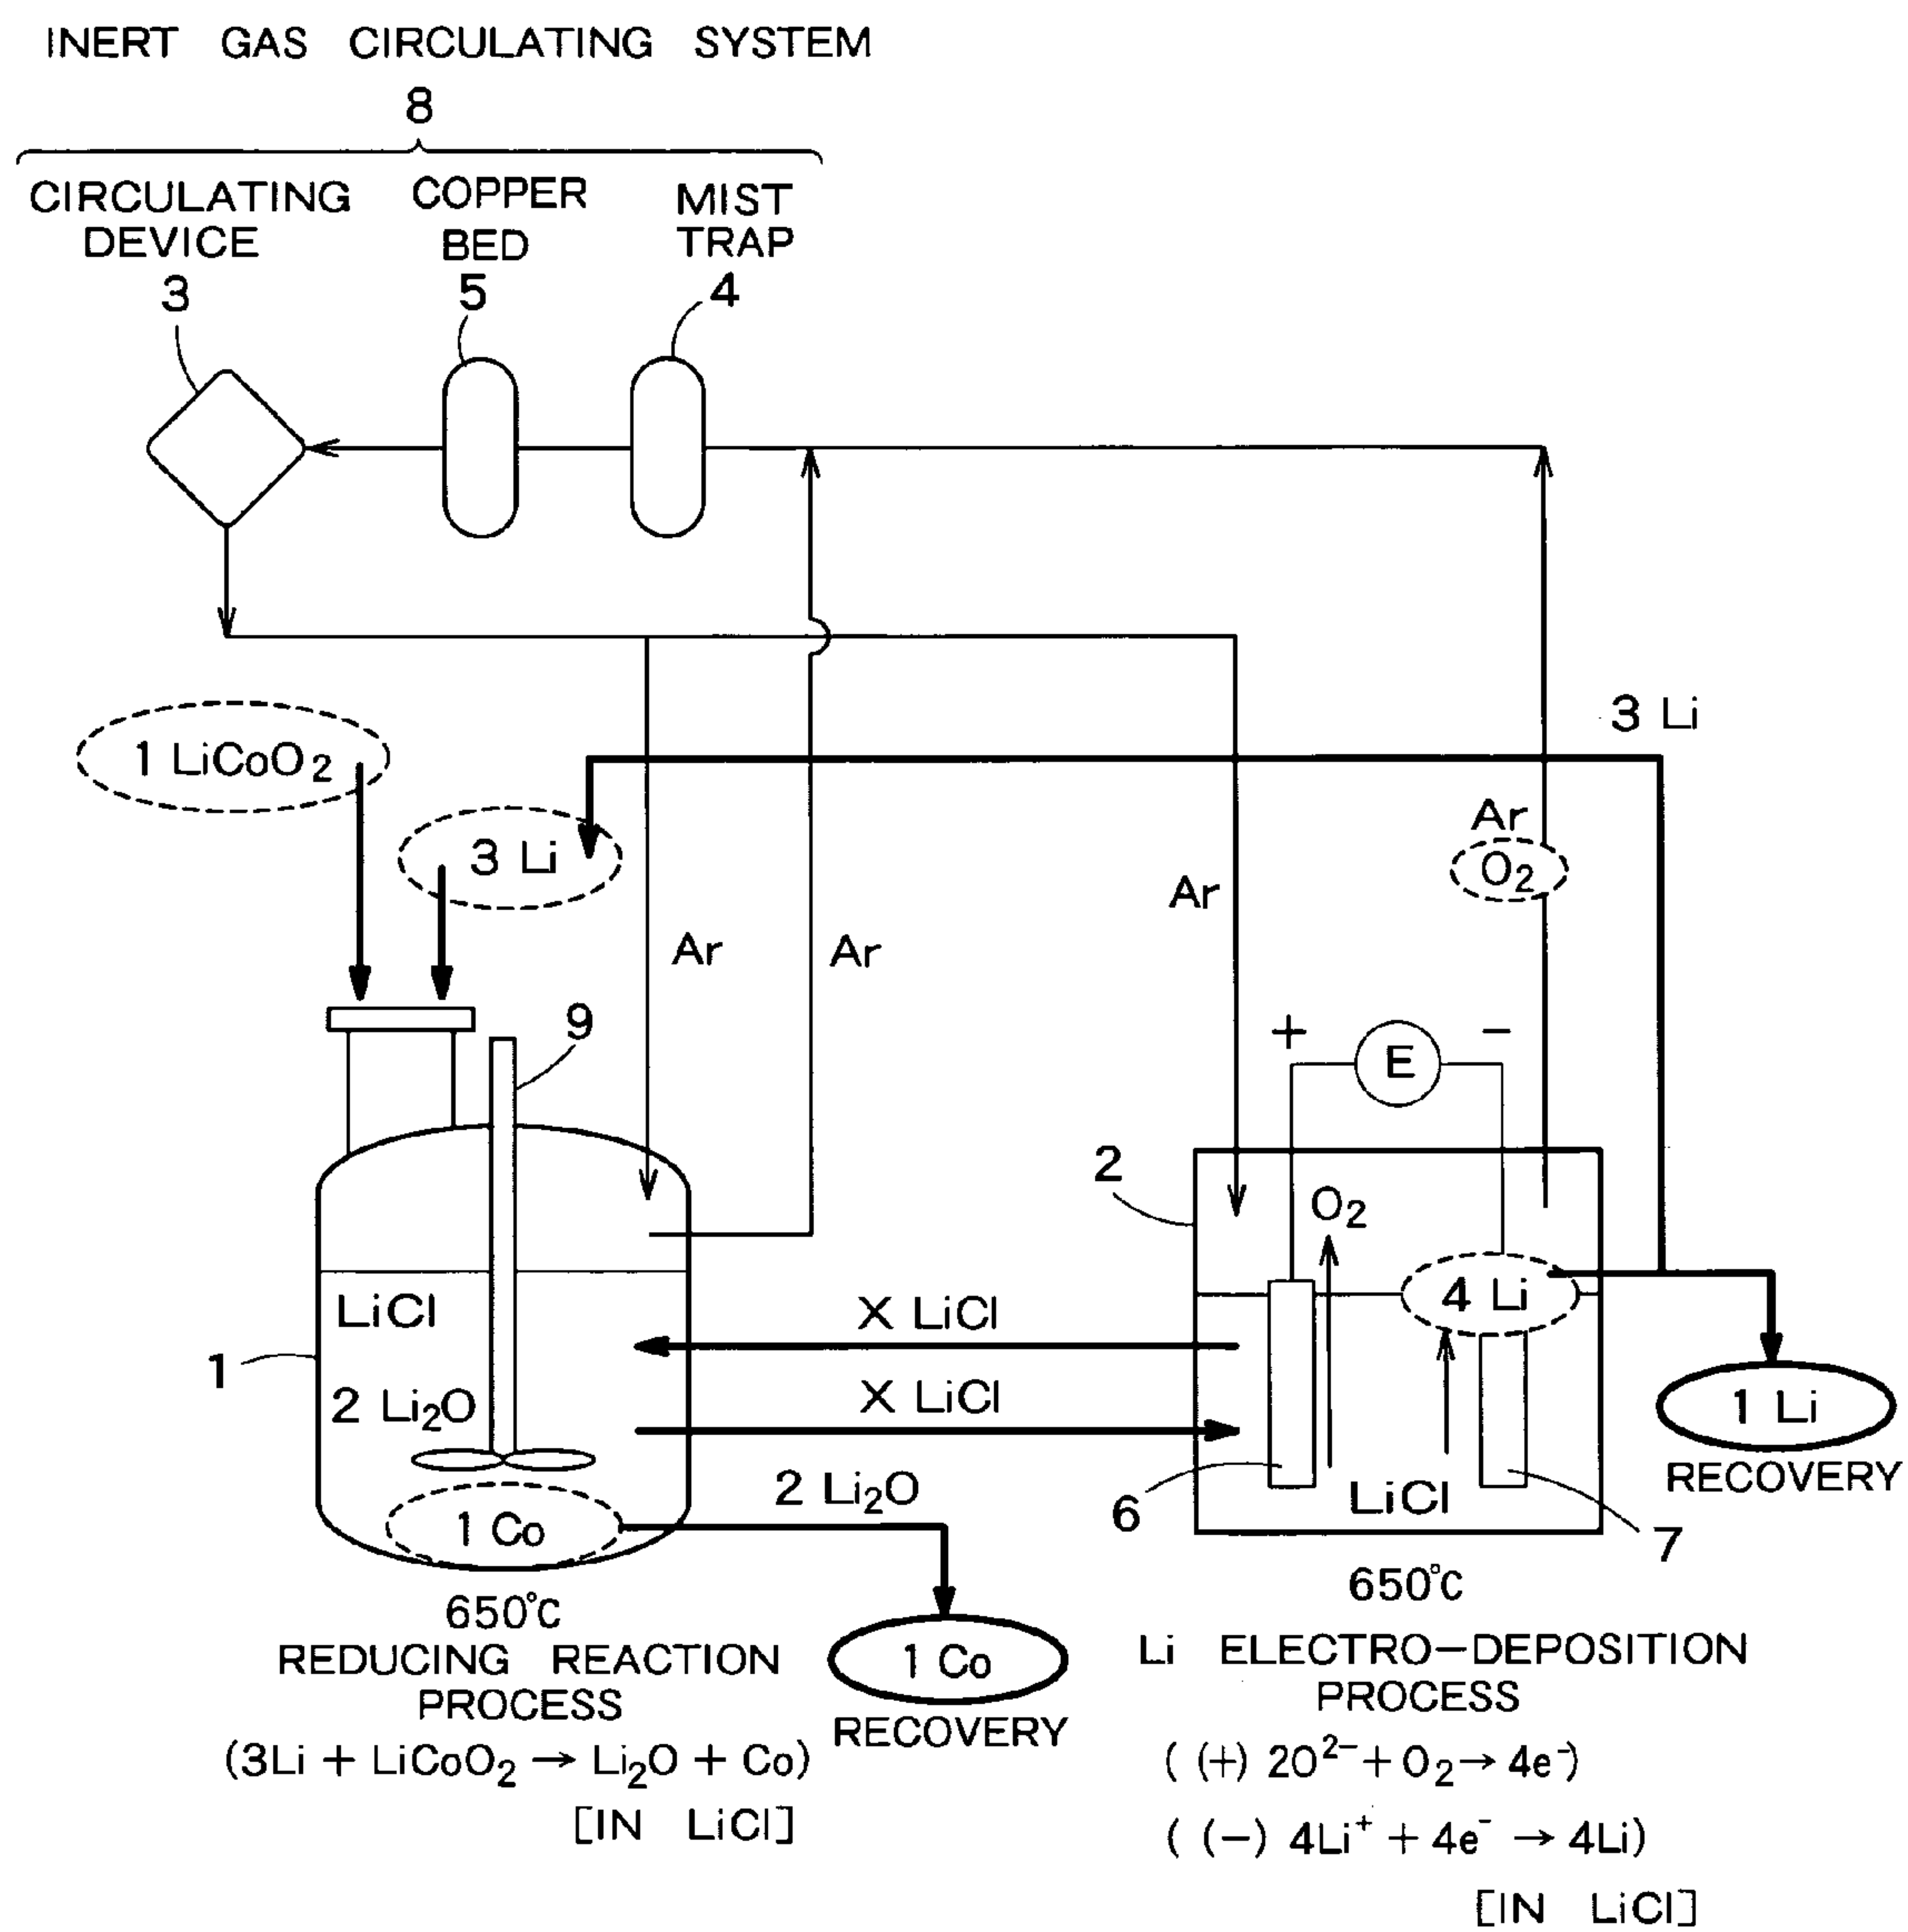 INERT GAS CIRCULATING SYSTEM
8
CIRCULATING
DEVICE
3
COPPER
BED
5
MIST
TRAP
4
3 Li
1 LiCoO2
3 Li
Ar
Ar
Ar
Ar
O2
9
+
E
−
2
O2
LiCl
4 Li
X LiCl
1
2 Li2O
X LiCl
1 Li
RECOVERY
2 Li2O
6
LiCl
7
1 Co
650℃
REDUCING REACTION
PROCESS
(3Li + LiCoO2 → Li2O + Co)
[IN LiCl]
1 Co
RECOVERY
650℃
Li ELECTRO−DEPOSITION
PROCESS
( (+) 2O²⁻ + O2 → 4e⁻)
( (−) 4Li⁺ + 4e⁻ → 4Li)
[IN LiCl]